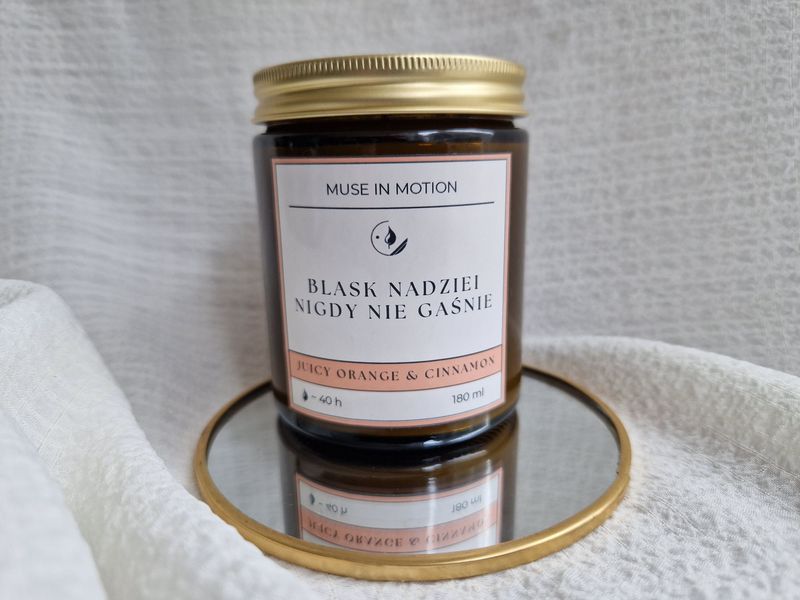 MUSE IN MOTION
BLASK NADZIEI
NIGDY NIE GAŚNIE
JUICY ORANGE & CINNAMON
~ 40 h 180 ml